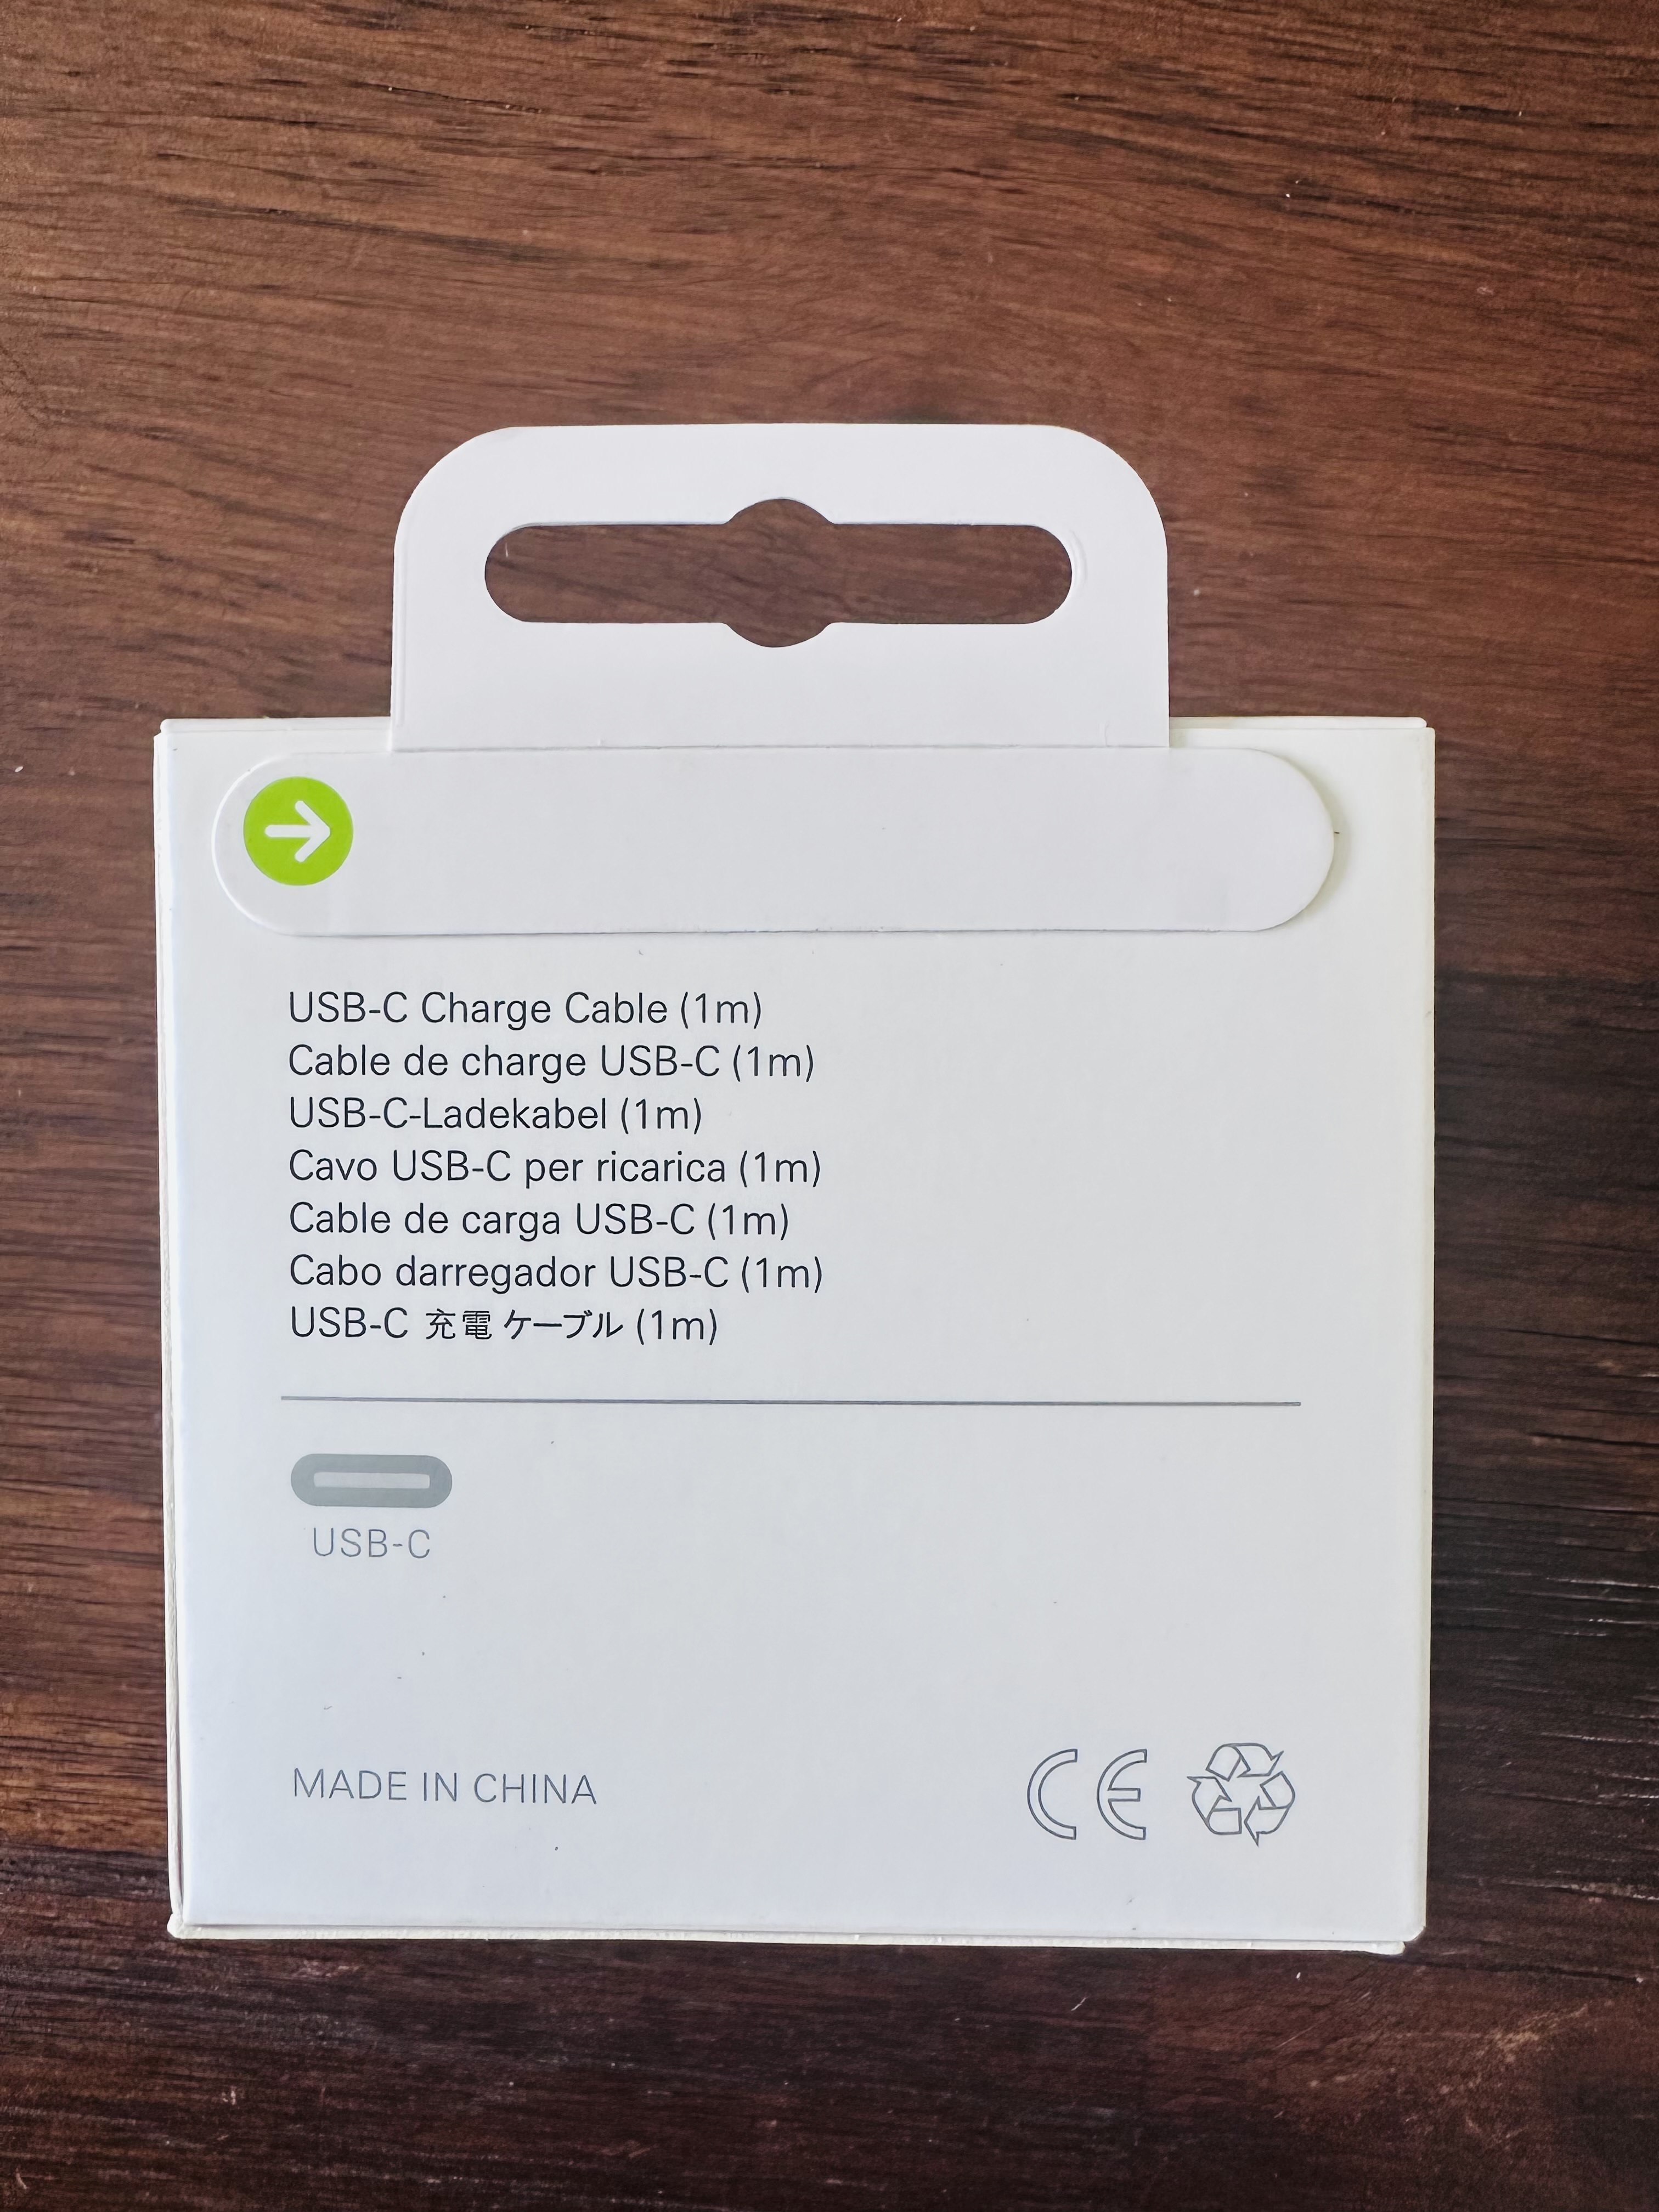 USB-C Charge Cable (1m)
Cable de charge USB-C (1m)
USB-C-Ladekabel (1m)
Cavo USB-C per ricarica (1m)
Cable de carga USB-C (1m)
Cabo darregador USB-C (1m)
USB-C 充電 ケーブル (1m)
USB-C
MADE IN CHINA
CE